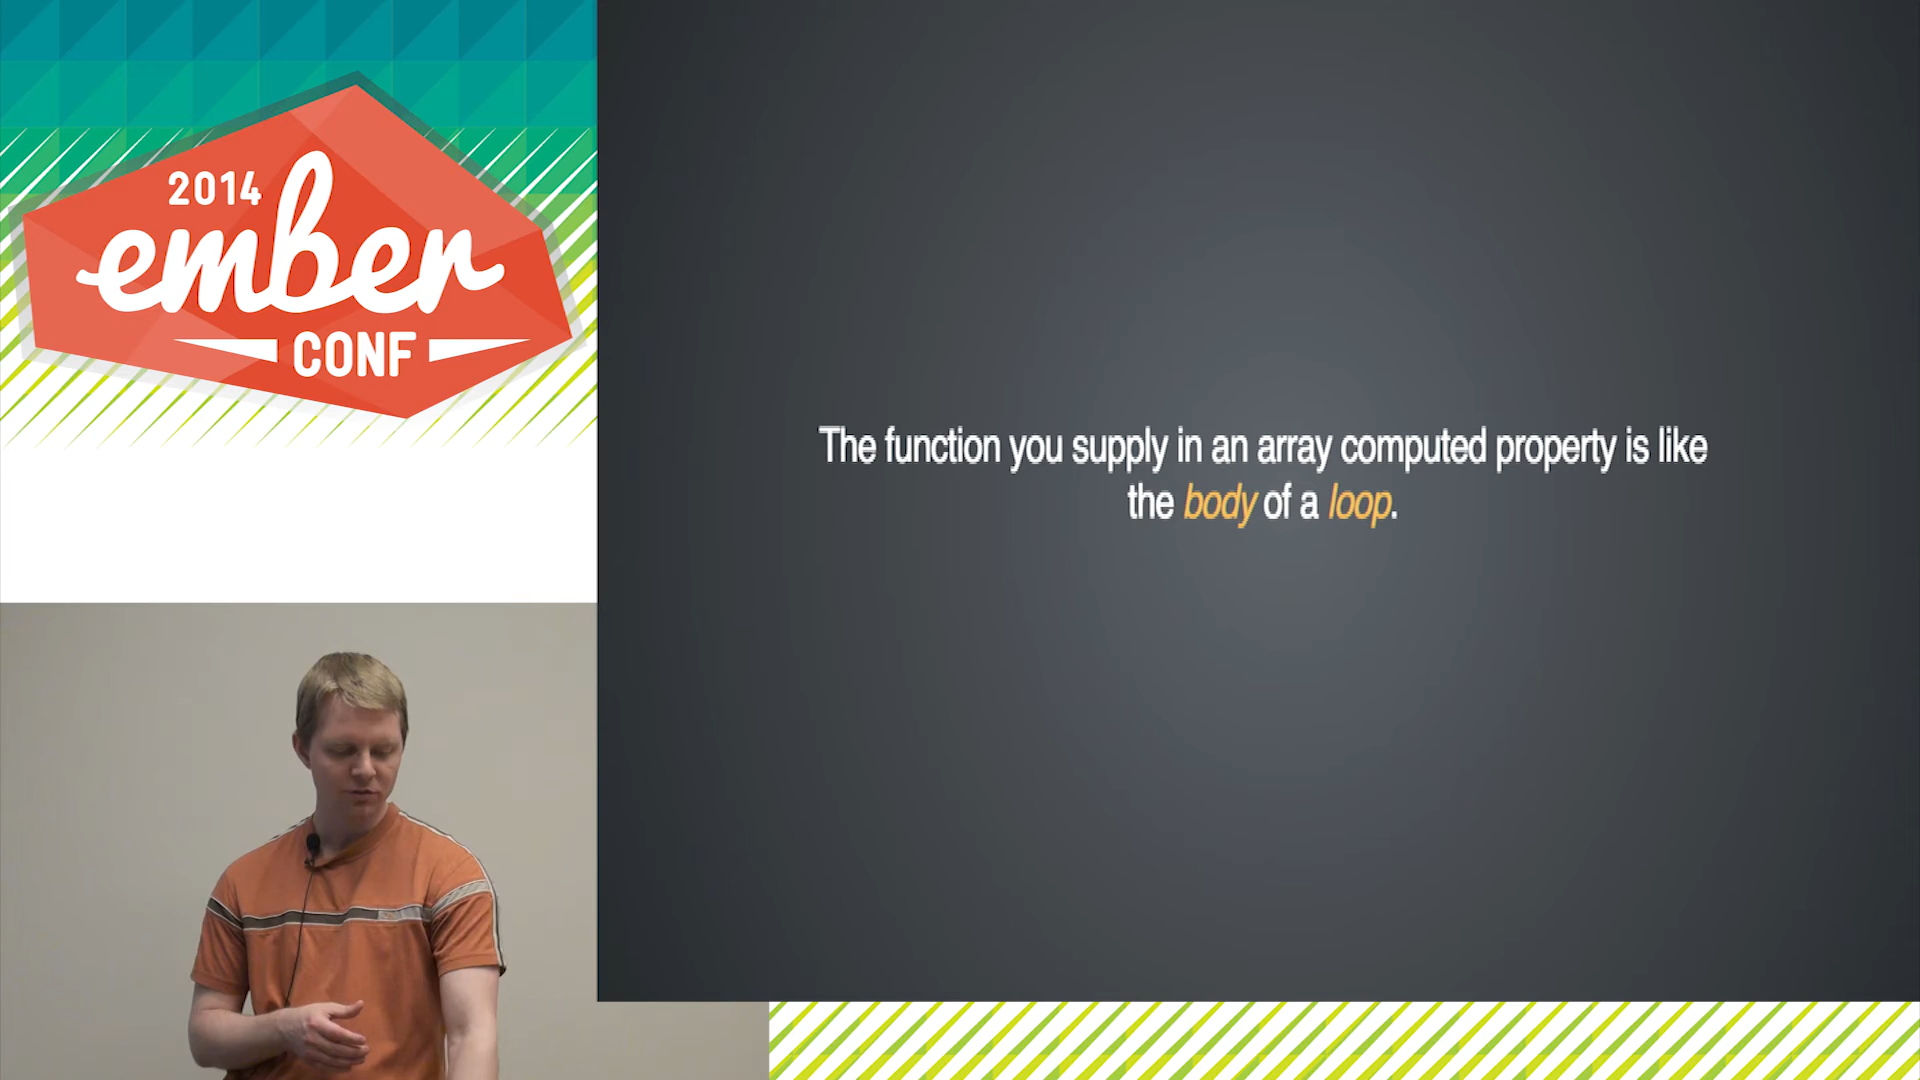 2014
ember
CONF
The function you supply in an array computed property is like
the body of a loop.